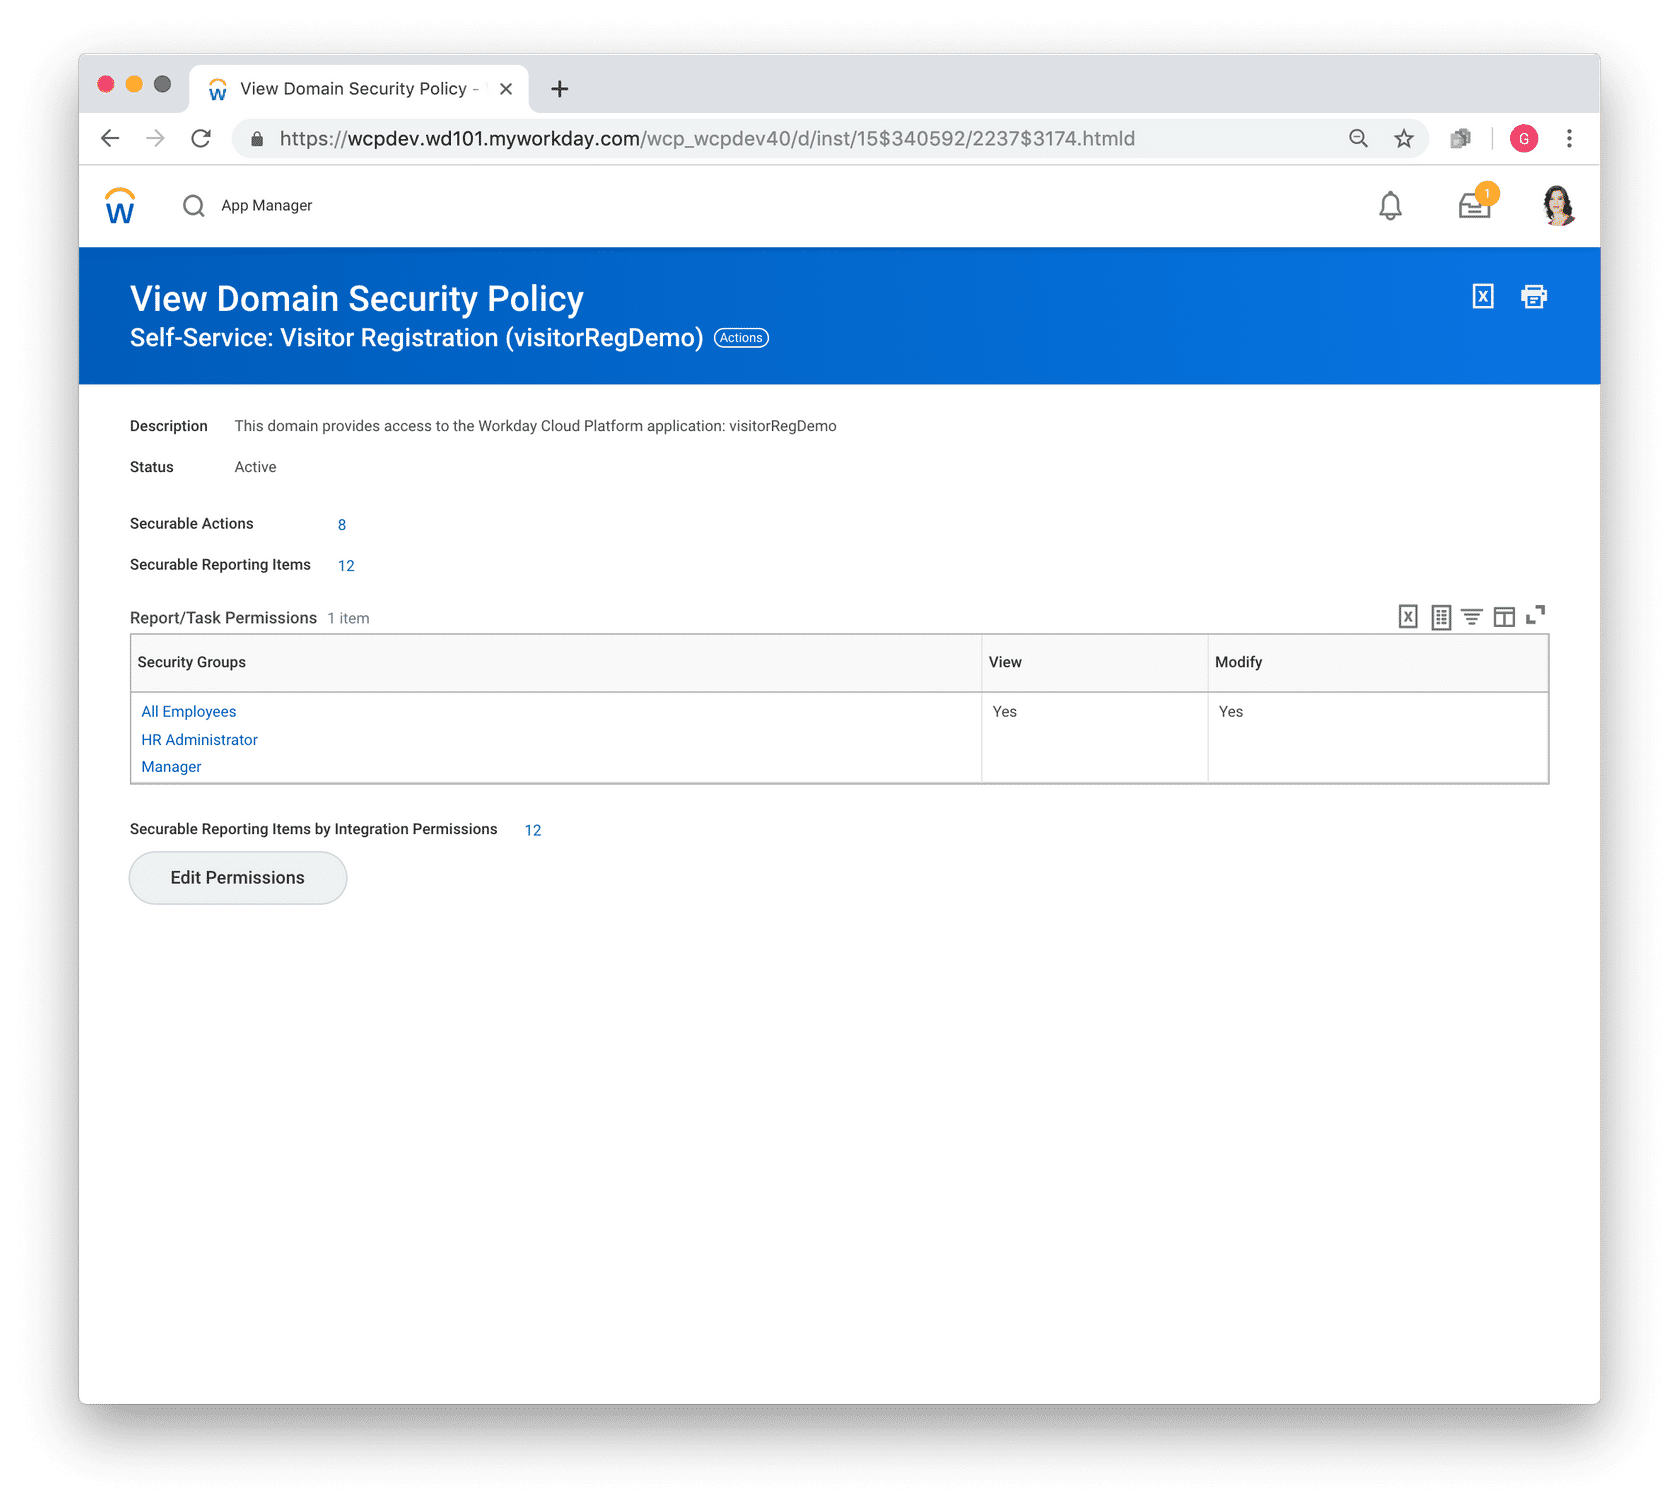 View Domain Security Policy -
https://wcpdev.wd101.myworkday.com/wcp_wcpdev40/d/inst/15$340592/2237$3174.htmld
G
App Manager
1
View Domain Security Policy
Self-Service: Visitor Registration (visitorRegDemo) Actions
Description This domain provides access to the Workday Cloud Platform application: visitorRegDemo
Status Active
Securable Actions 8
Securable Reporting Items 12
Report/Task Permissions 1 item
Security Groups View Modify
All Employees Yes Yes
HR Administrator
Manager
Securable Reporting Items by Integration Permissions 12
Edit Permissions